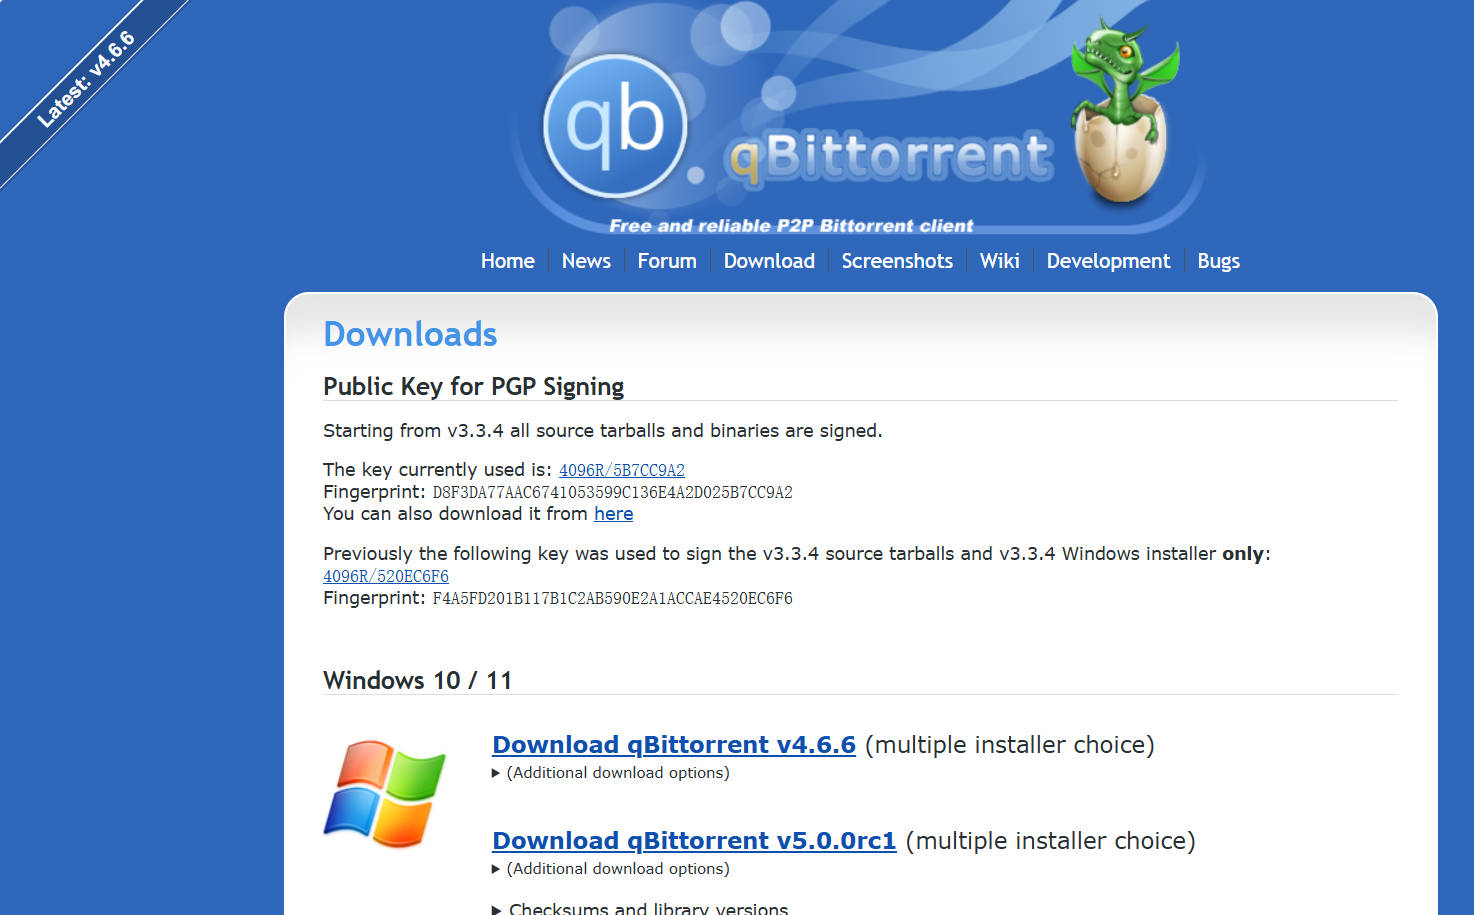 Latest: v4.6.6
qb
qBittorrent
Free and reliable P2P Bittorrent client
Home News Forum Download Screenshots Wiki Development Bugs
Downloads
Public Key for PGP Signing
Starting from v3.3.4 all source tarballs and binaries are signed.
The key currently used is: 4096R/5B7CC9A2
Fingerprint: D8F3DA77AAC6741053599C136E4A2D025B7CC9A2
You can also download it from here
Previously the following key was used to sign the v3.3.4 source tarballs and v3.3.4 Windows installer only:
4096R/520EC6F6
Fingerprint: F4A5FD201B117B1C2AB590E2A1ACCAE4520EC6F6
Windows 10 / 11
Download qBittorrent v4.6.6 (multiple installer choice)
(Additional download options)
Download qBittorrent v5.0.0rc1 (multiple installer choice)
(Additional download options)
Checksums and library versions